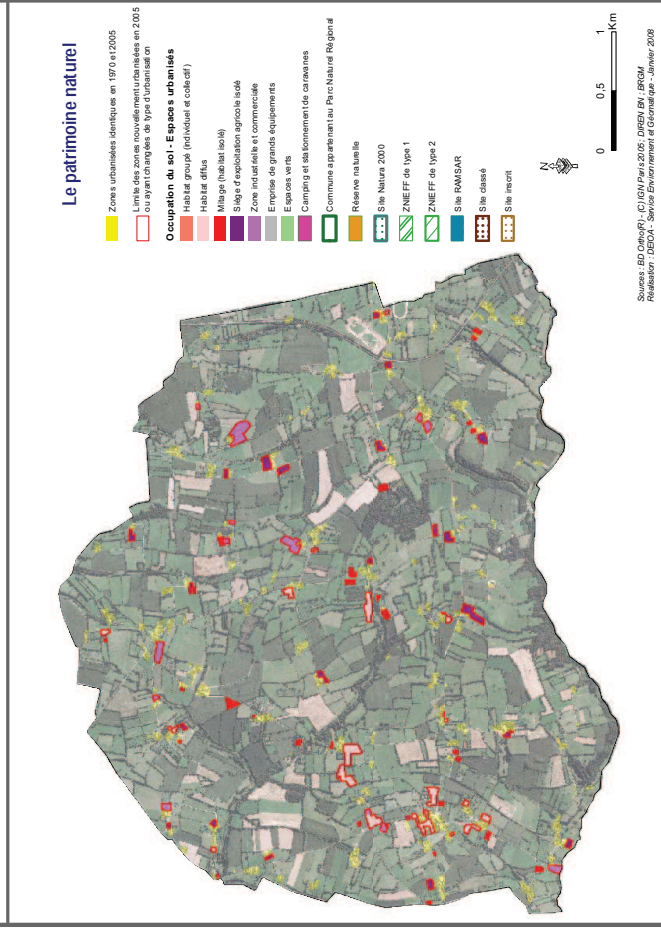 Le patrimoine naturel
Zones urbanisées identiques en 1970 et 2005
Limite des zones nouvellement urbanisées en 2005
ou ayant changées de type d'urbanisation
Occupation du sol - Espaces urbanisés
Habitat groupé (individuel et collectif)
Habitat diffus
Mitage (habitat isolé)
Siège d'exploitation agricole isolé
Zone industrielle et commerciale
Emprise de grands équipements
Espaces verts
Camping et stationnement de caravanes
Commune appartenant au Parc Naturel Régional
Réserve naturelle
Site Natura 2000
ZNIEFF de type 1
ZNIEFF de type 2
Site RAMSAR
Site classé
Site inscrit
N
0 0,5 1
Km
Sources : BD Ortho(R) - (C) IGN Paris 2005 ; DIREN BN ; BRGM
Réalisation : DEIOA - Service Environnement et Géomatique - Janvier 2008